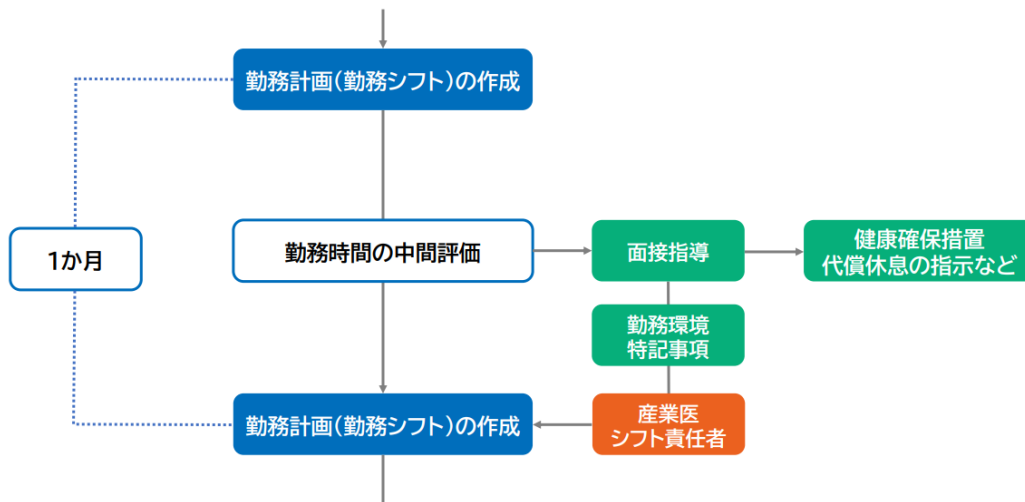 勤務計画(勤務シフト)の作成
1か月
勤務時間の中間評価
面接指導
健康確保措置
代償休息の指示など
勤務環境
特記事項
勤務計画(勤務シフト)の作成
産業医
シフト責任者